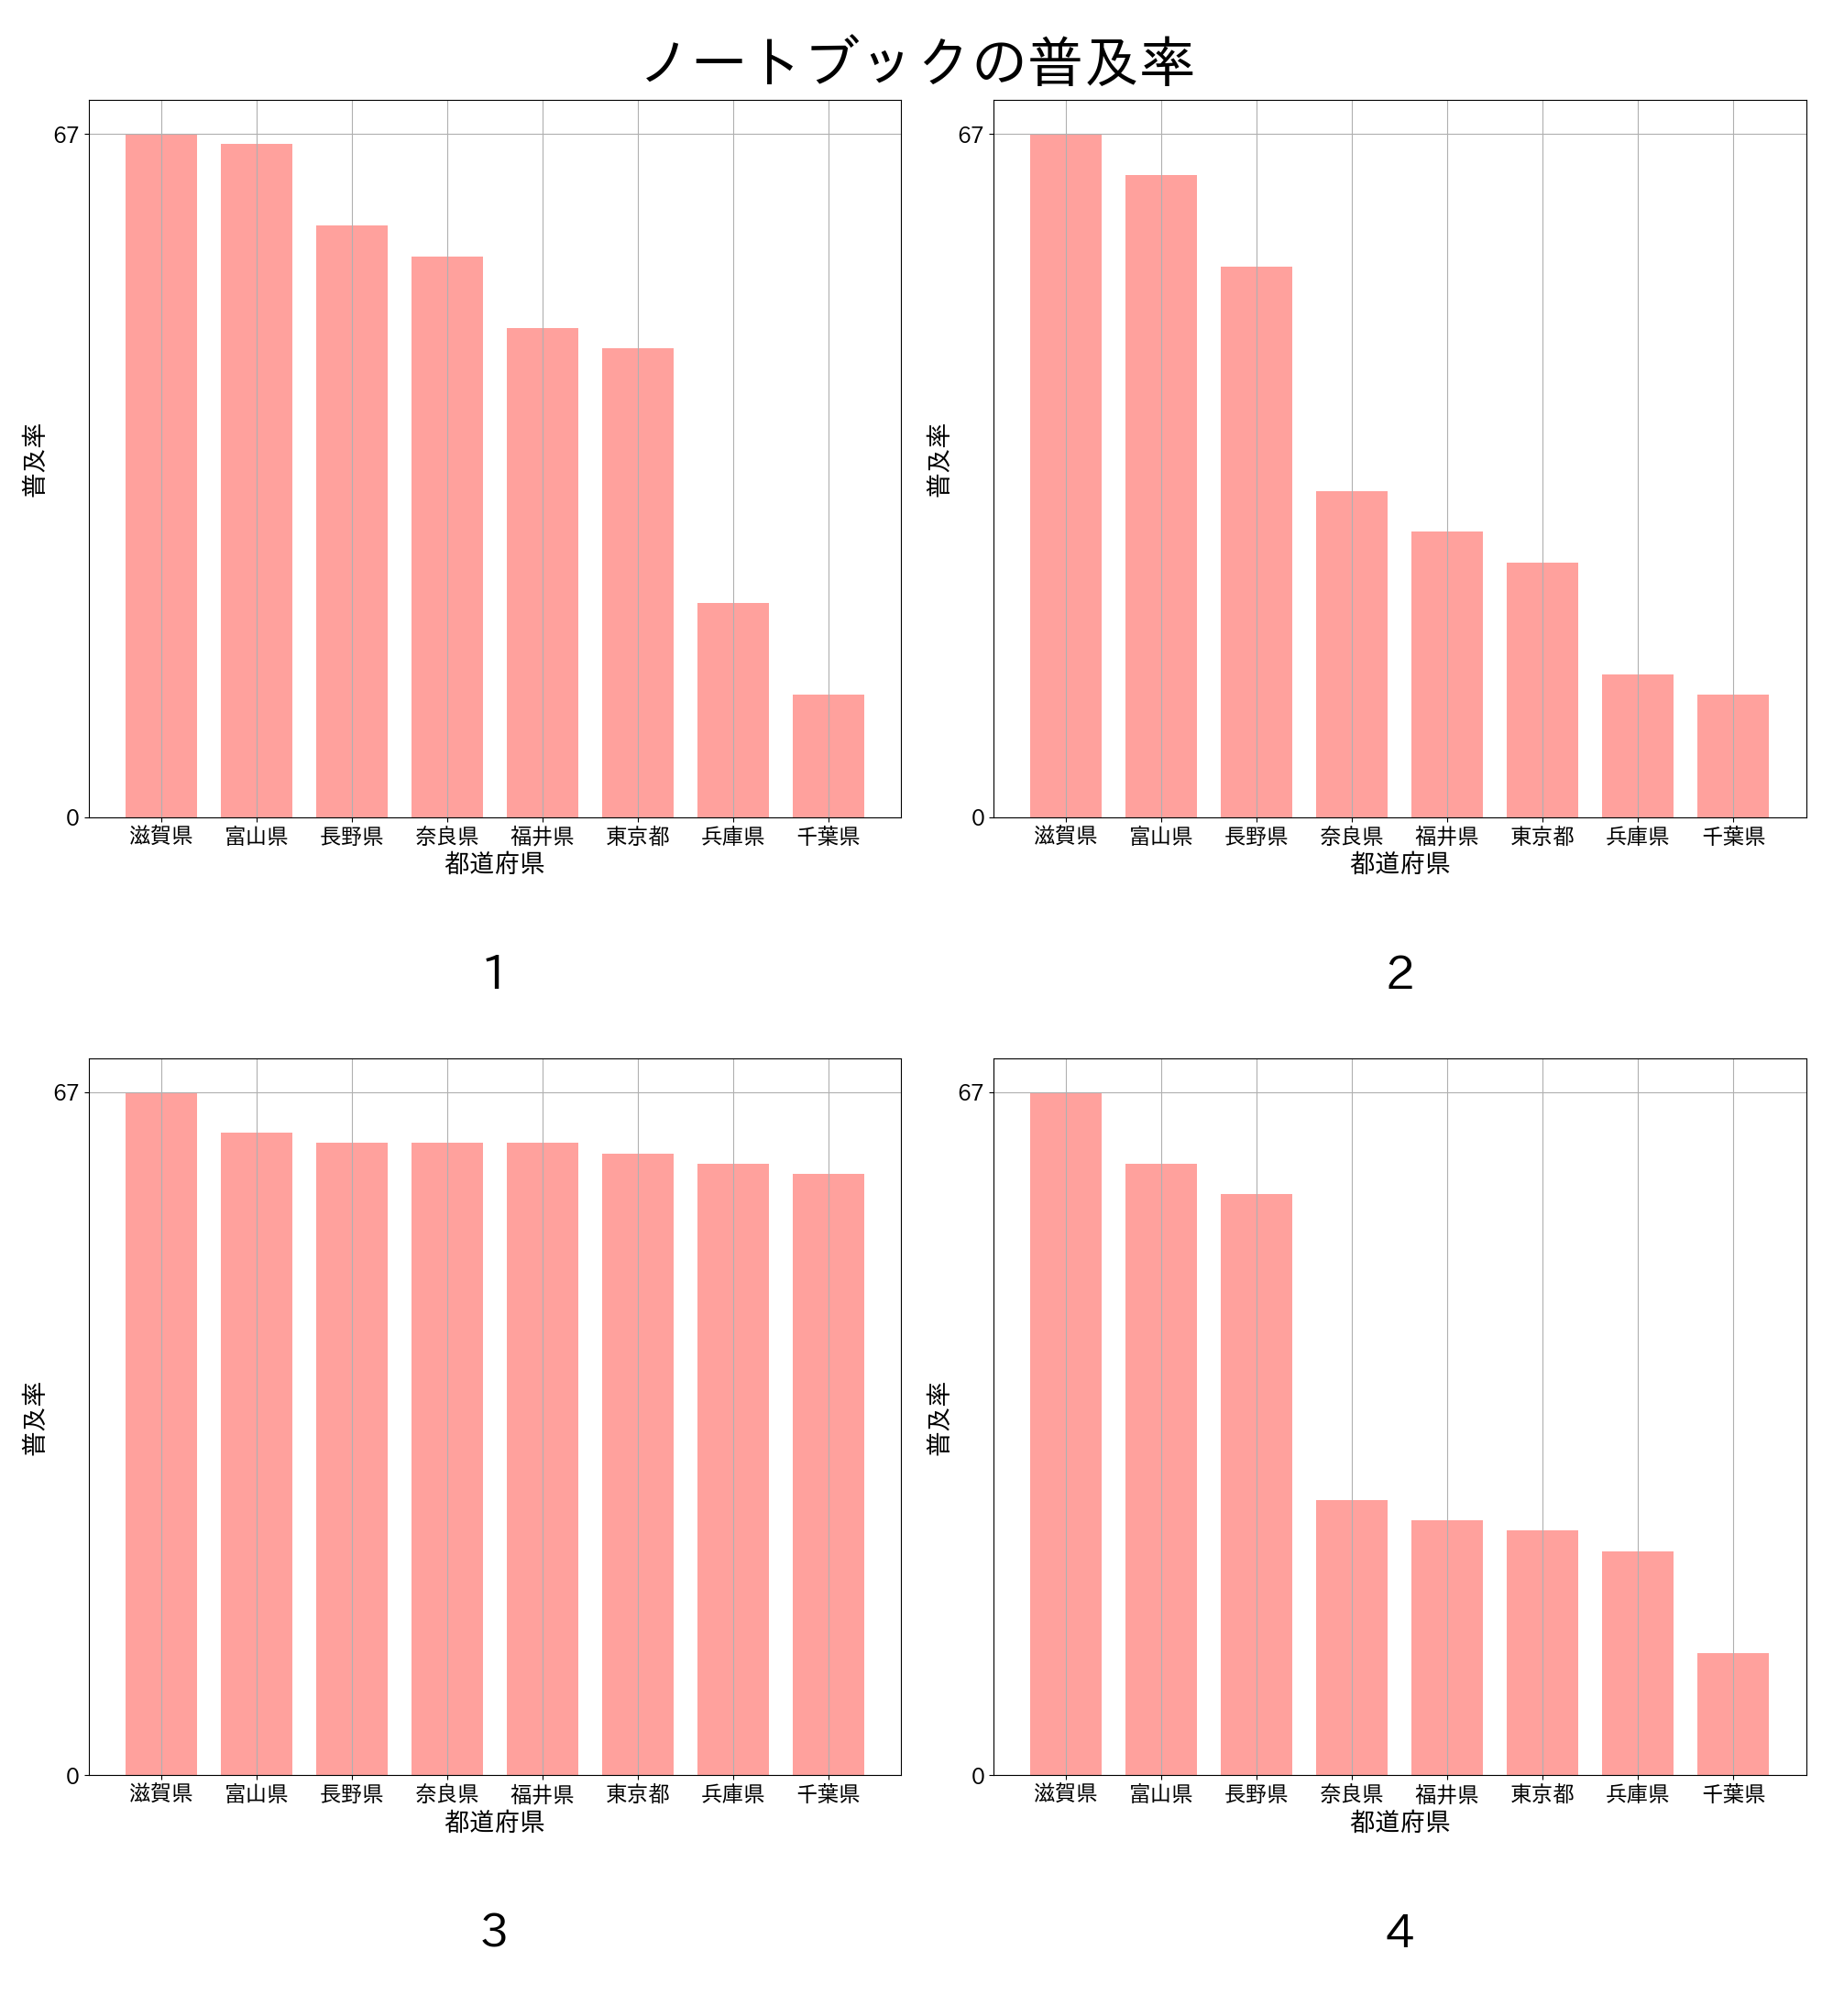 ノートブックの普及率
67
0
普及率
滋賀県 富山県 長野県 奈良県 福井県 東京都 兵庫県 千葉県
都道府県
1
67
0
普及率
滋賀県 富山県 長野県 奈良県 福井県 東京都 兵庫県 千葉県
都道府県
2
67
0
普及率
滋賀県 富山県 長野県 奈良県 福井県 東京都 兵庫県 千葉県
都道府県
3
67
0
普及率
滋賀県 富山県 長野県 奈良県 福井県 東京都 兵庫県 千葉県
都道府県
4